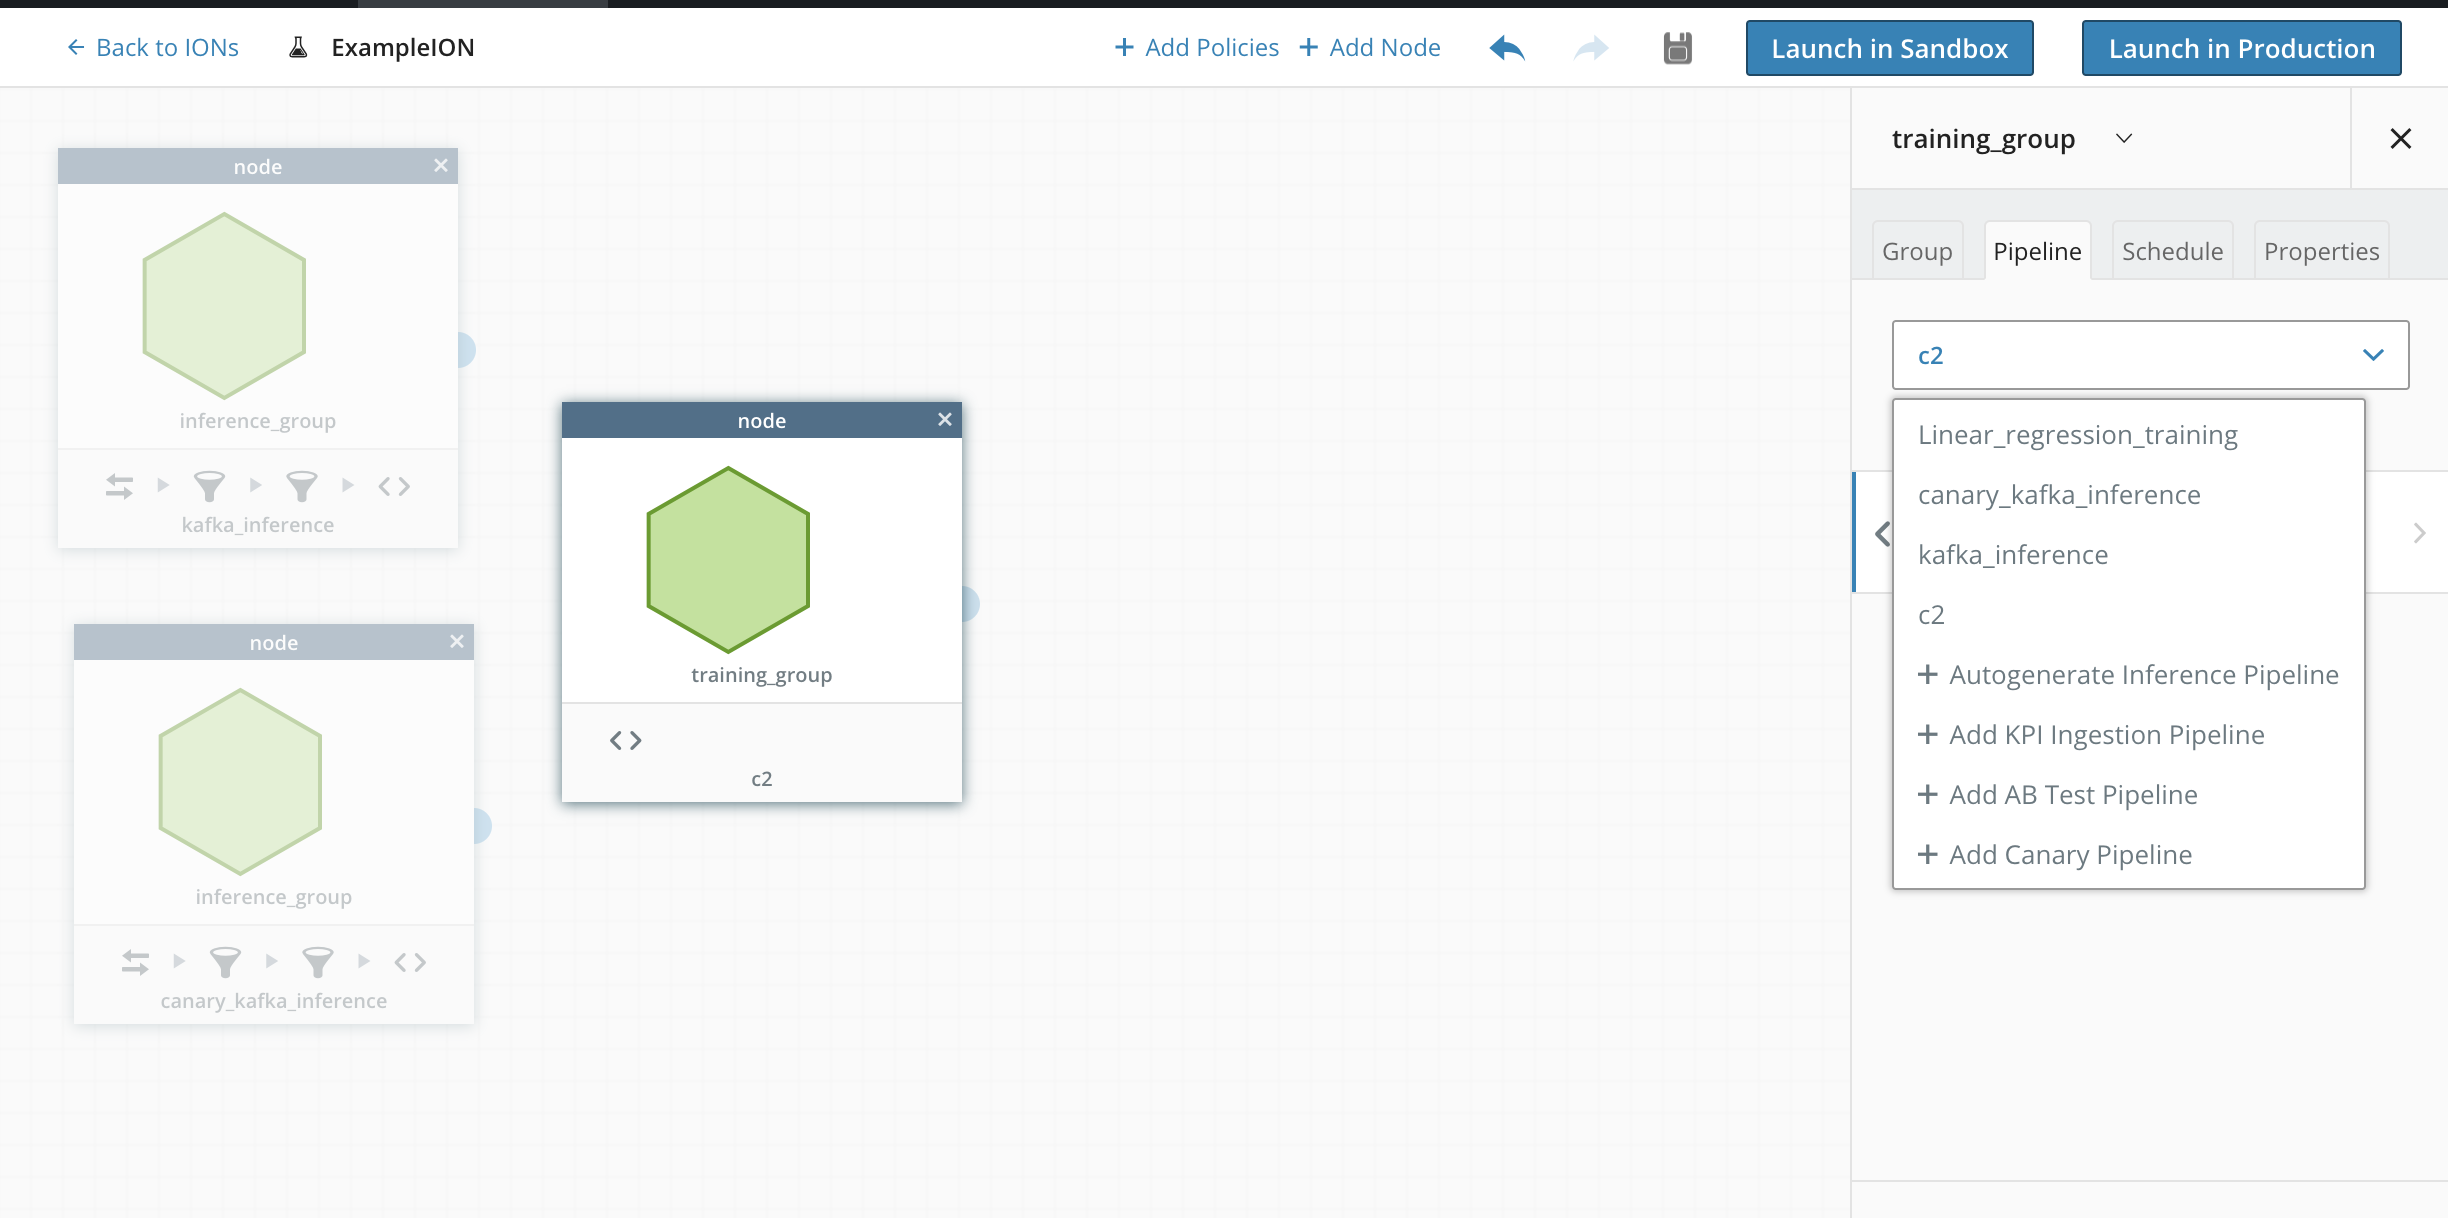 Back to IONs
ExampleION
+ Add Policies
+ Add Node
Launch in Sandbox
Launch in Production
node
inference_group
kafka_inference
node
inference_group
canary_kafka_inference
node
training_group
c2
training_group
Group
Pipeline
Schedule
Properties
c2
Linear_regression_training
canary_kafka_inference
kafka_inference
c2
+ Autogenerate Inference Pipeline
+ Add KPI Ingestion Pipeline
+ Add AB Test Pipeline
+ Add Canary Pipeline